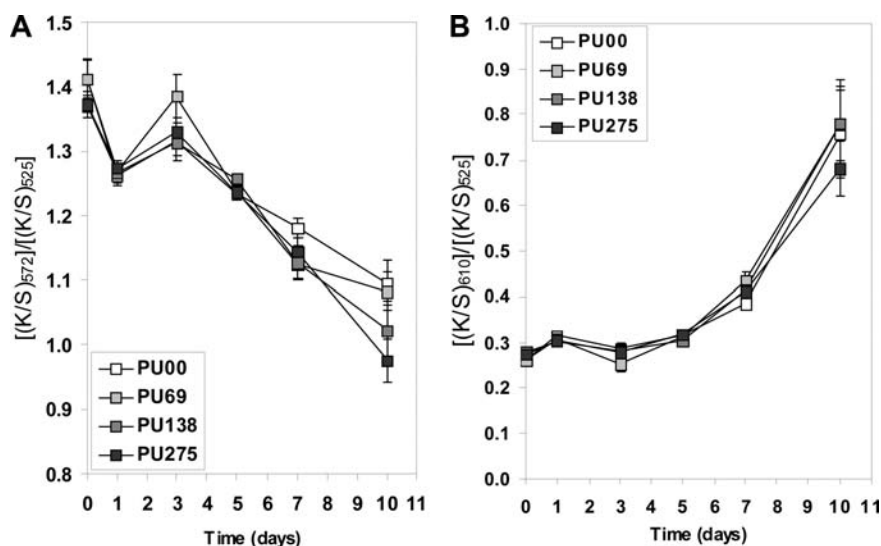 A
1.5
1.4
1.3
1.2
1.1
1.0
0.9
0.8
[(K/S)572]/[(K/S)525]
PU00
PU69
PU138
PU275
0 1 2 3 4 5 6 7 8 9 10 11
Time (days)
B
1.0
0.9
0.8
0.7
0.6
0.5
0.4
0.3
0.2
0.1
0.0
[(K/S)610]/[(K/S)525]
PU00
PU69
PU138
PU275
0 1 2 3 4 5 6 7 8 9 10 11
Time (days)